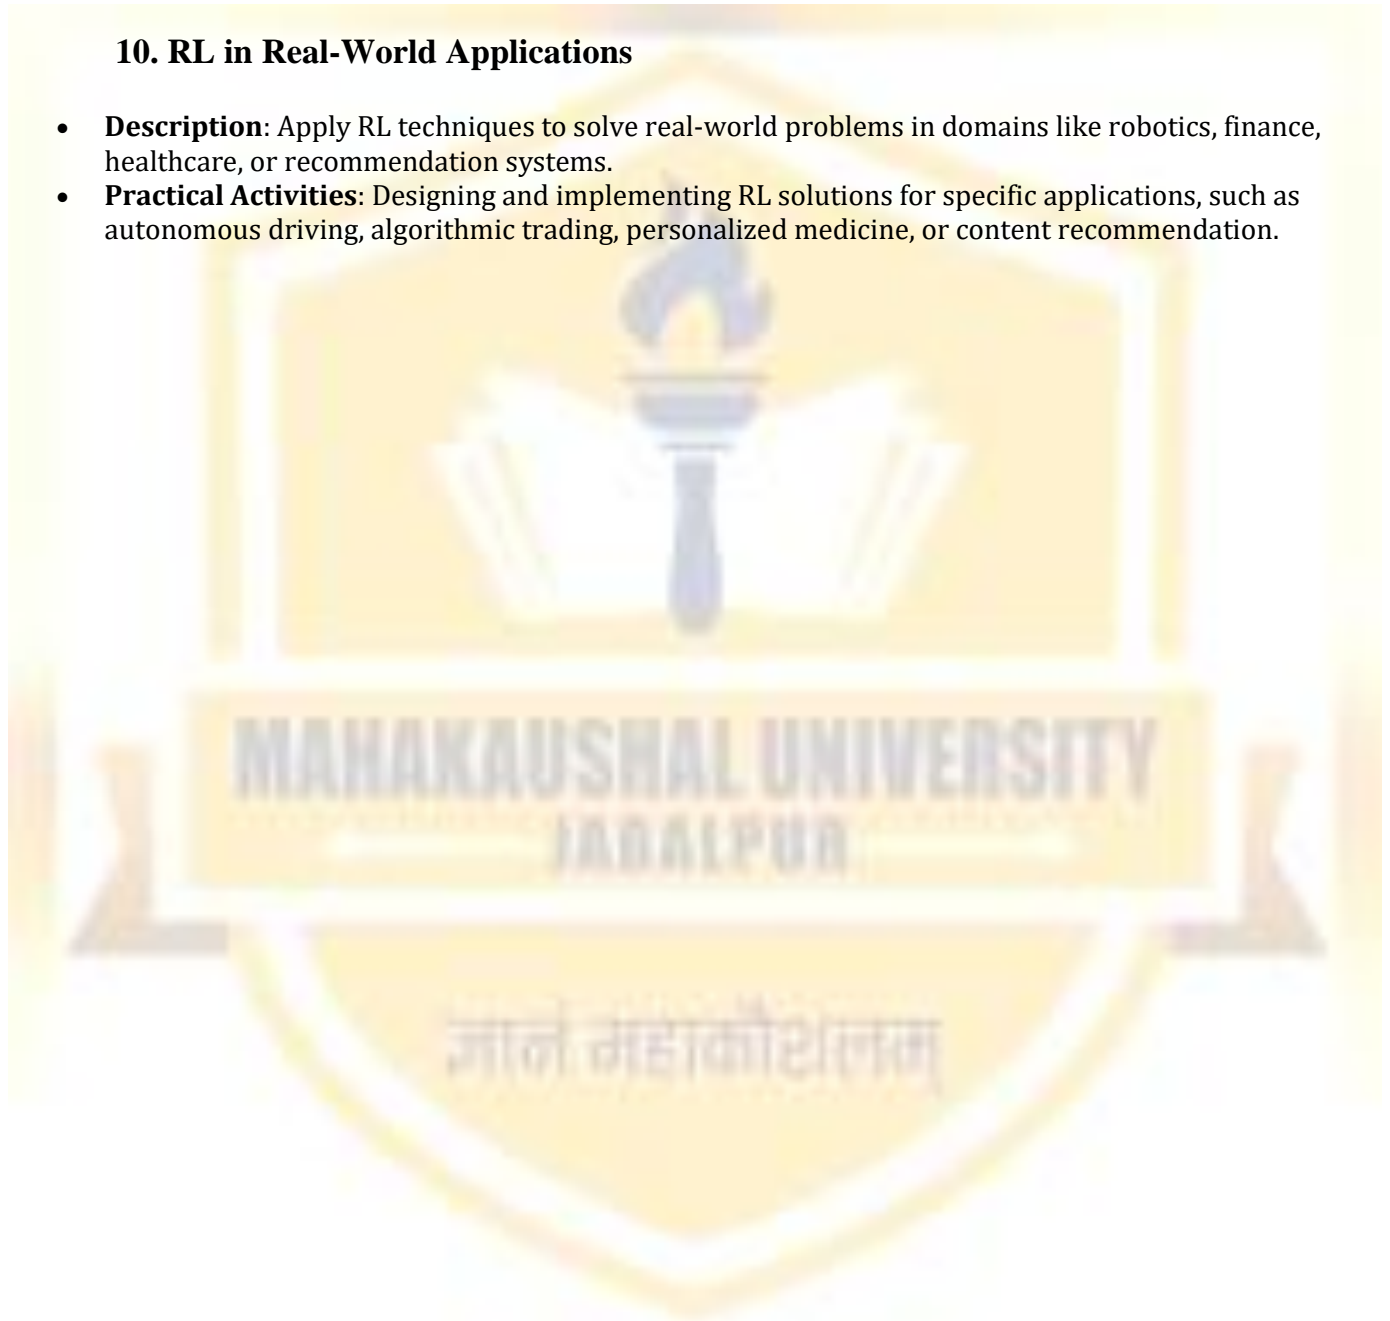 10. RL in Real-World Applications
• Description: Apply RL techniques to solve real-world problems in domains like robotics, finance,
healthcare, or recommendation systems.
• Practical Activities: Designing and implementing RL solutions for specific applications, such as
autonomous driving, algorithmic trading, personalized medicine, or content recommendation.
MAHAKAUSHAL UNIVERSITY
JABALPUR
ज्ञानं महाकौशलम्